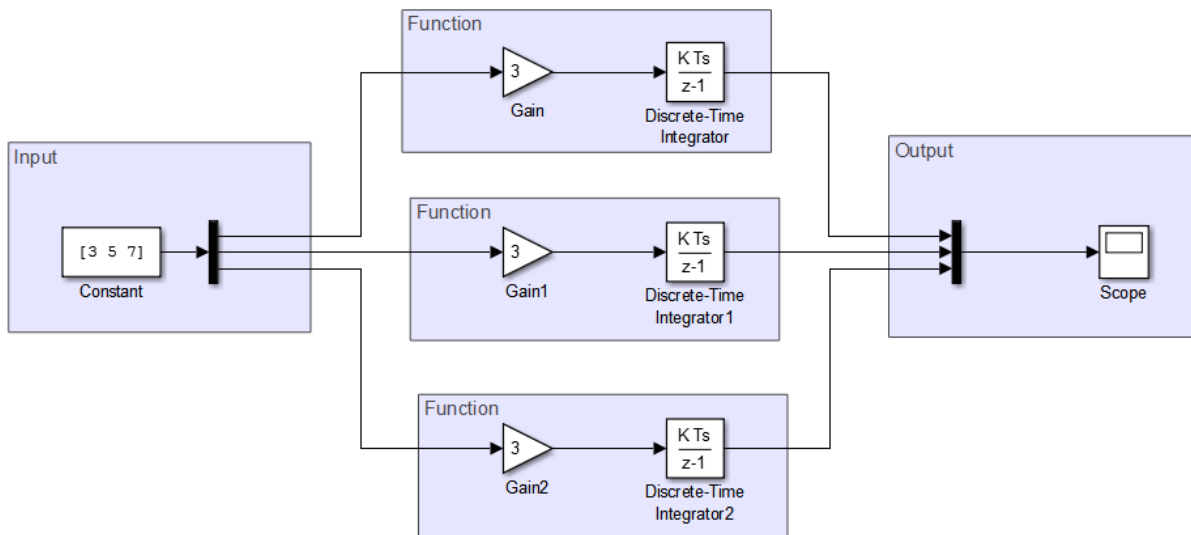 Function
3
K Ts
z-1
Gain
Discrete-Time
Integrator
Input
[3 5 7]
Constant
Function
3
K Ts
z-1
Gain1
Discrete-Time
Integrator1
Output
Scope
Function
3
K Ts
z-1
Gain2
Discrete-Time
Integrator2